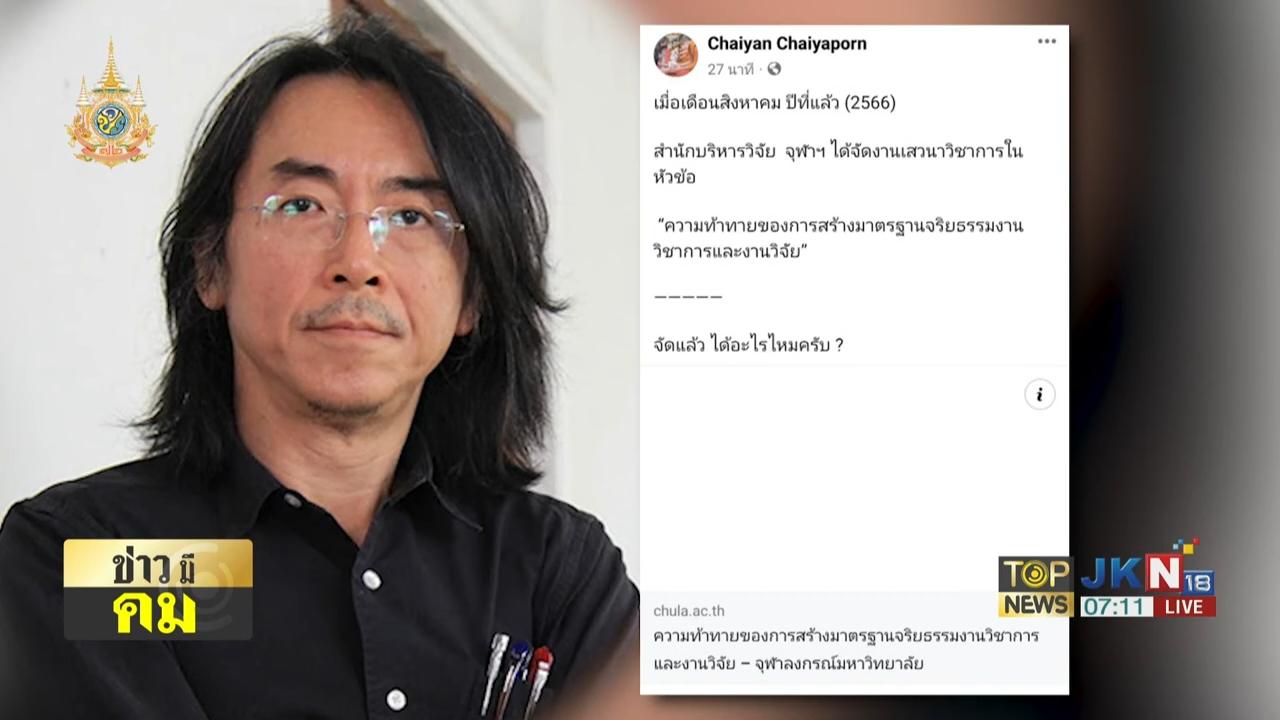 Chaiyan Chaiyaporn
27 นาที
เมื่อเดือนสิงหาคม ปีที่แล้ว (2566)
สำนักบริหารวิจัย จุฬาฯ ได้จัดงานเสวนาวิชาการใน
หัวข้อ
“ความท้าทายของการสร้างมาตรฐานจริยธรรมงาน
วิชาการและงานวิจัย”
—————
จัดแล้ว ได้อะไรไหมครับ ?
chula.ac.th
ความท้าทายของการสร้างมาตรฐานจริยธรรมงานวิชาการ
และงานวิจัย – จุฬาลงกรณ์มหาวิทยาลัย
ข่าวมี
คม
TOP
NEWS
JKN18
07:11 LIVE